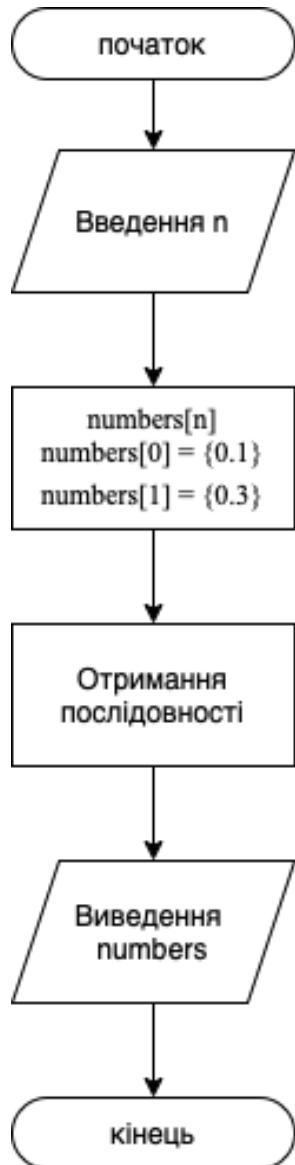 початок
Введення n
numbers[n]
numbers[0] = {0.1}
numbers[1] = {0.3}
Отримання
послідовності
Виведення
numbers
кінець